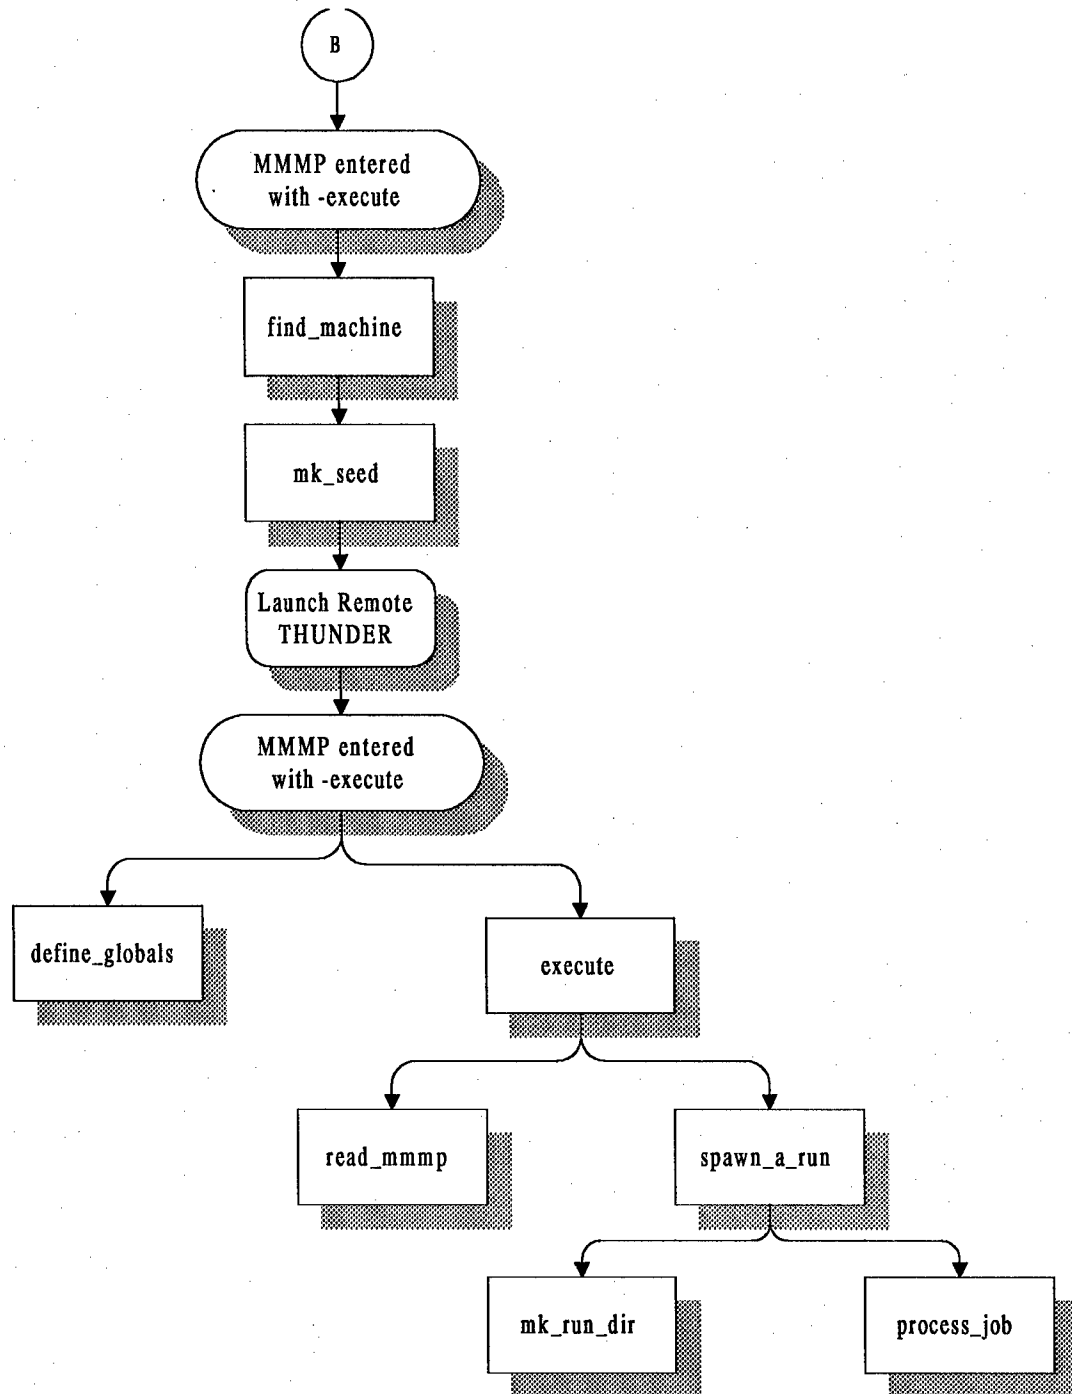 B
MMMP entered
with -execute
find_machine
mk_seed
Launch Remote
THUNDER
MMMP entered
with -execute
define_globals
execute
read_mmmp
spawn_a_run
mk_run_dir
process_job